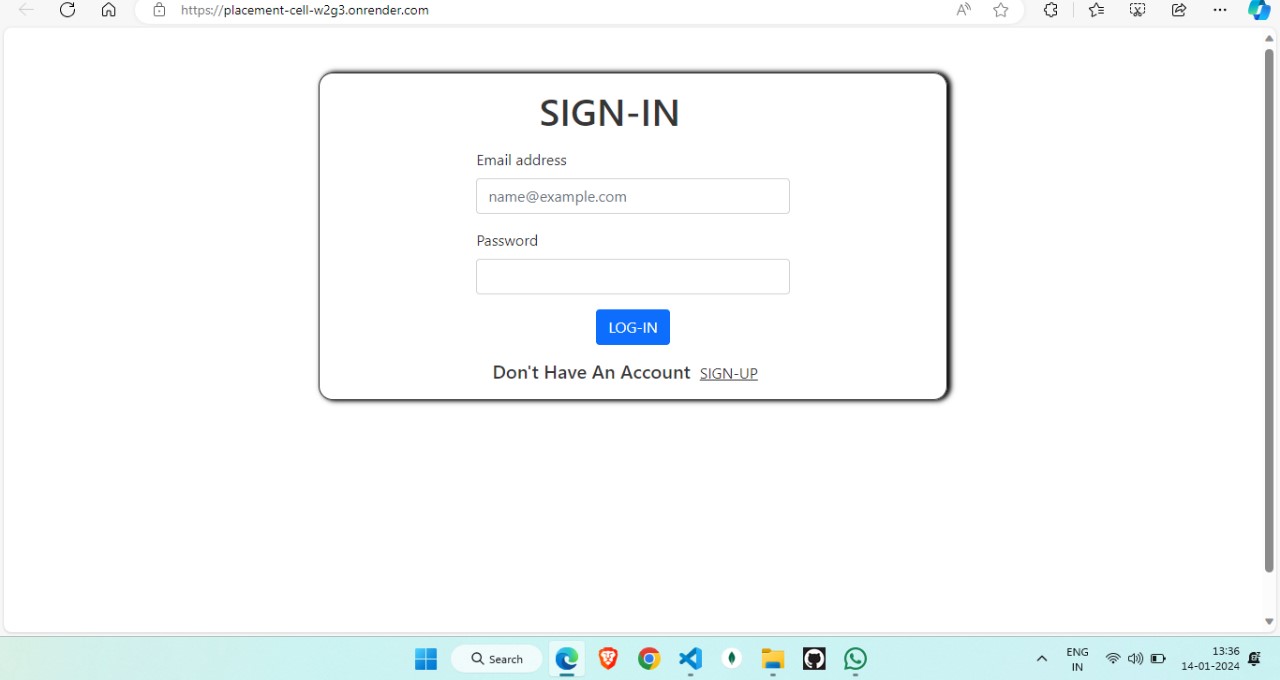 https://placement-cell-w2g3.onrender.com
SIGN-IN
Email address
name@example.com
Password
LOG-IN
Don't Have An Account SIGN-UP
Search
ENG
IN
13:36
14-01-2024